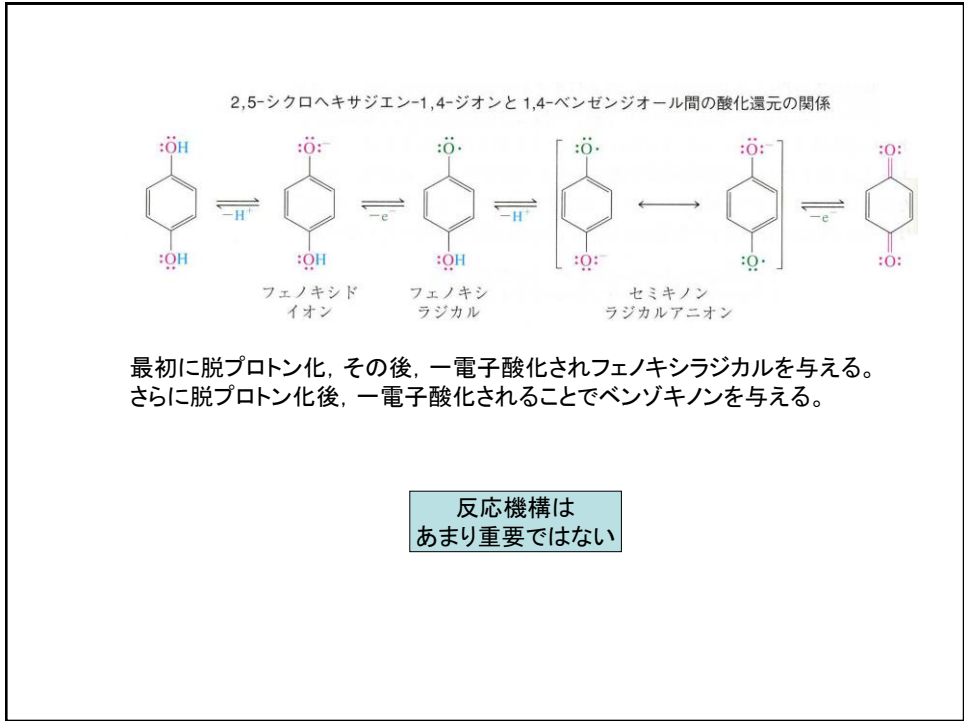 2,5-シクロヘキサジエン-1,4-ジオンと 1,4-ベンゼンジオール間の酸化還元の関係
:ÖH :Ö:⁻ :Ö· :Ö· :Ö:⁻ :O:
−H⁺ −e⁻ −H⁺ −e⁻
:OH :OH :OH :O:⁻ :O· :O:
フェノキシド フェノキシ セミキノン
イオン ラジカル ラジカルアニオン
最初に脱プロトン化, その後, 一電子酸化されフェノキシラジカルを与える。
さらに脱プロトン化後, 一電子酸化されることでベンゾキノンを与える。
反応機構は
あまり重要ではない